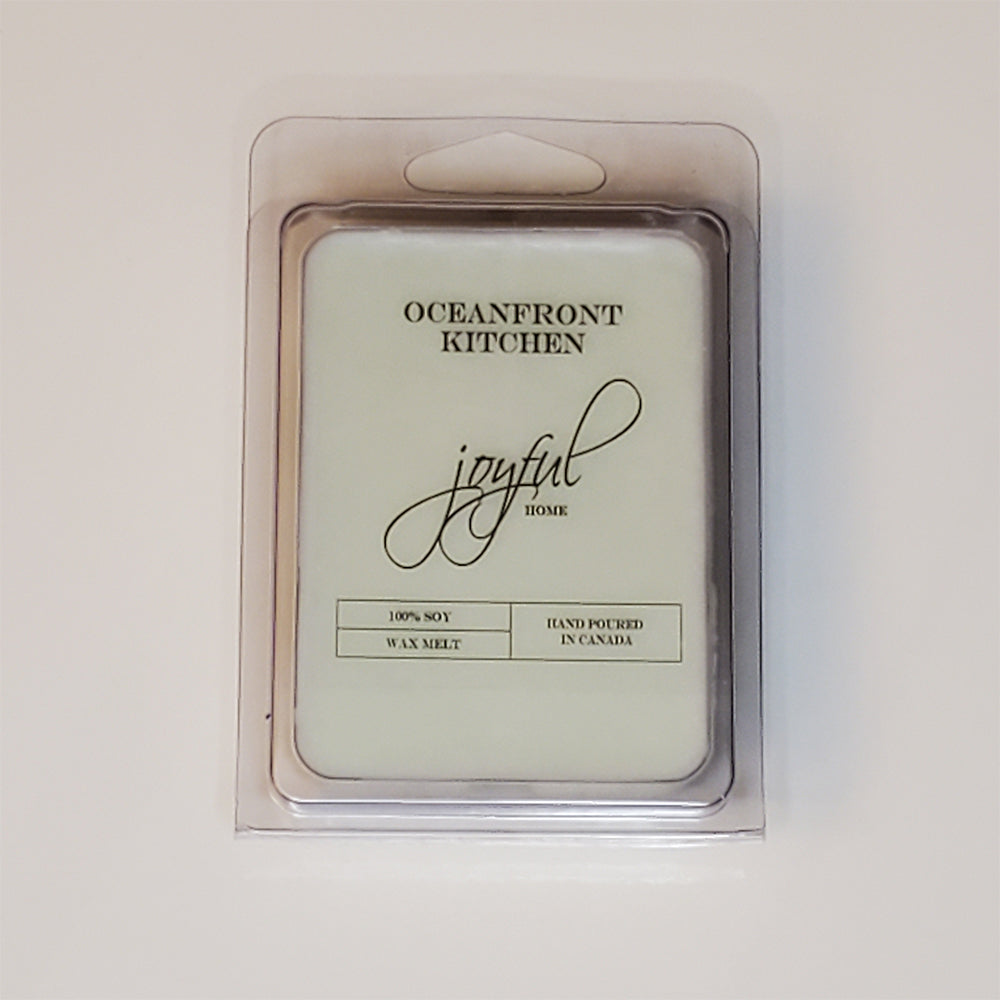 OCEANFRONT
KITCHEN
joyful
HOME
100% SOY
WAX MELT
HAND POURED
IN CANADA